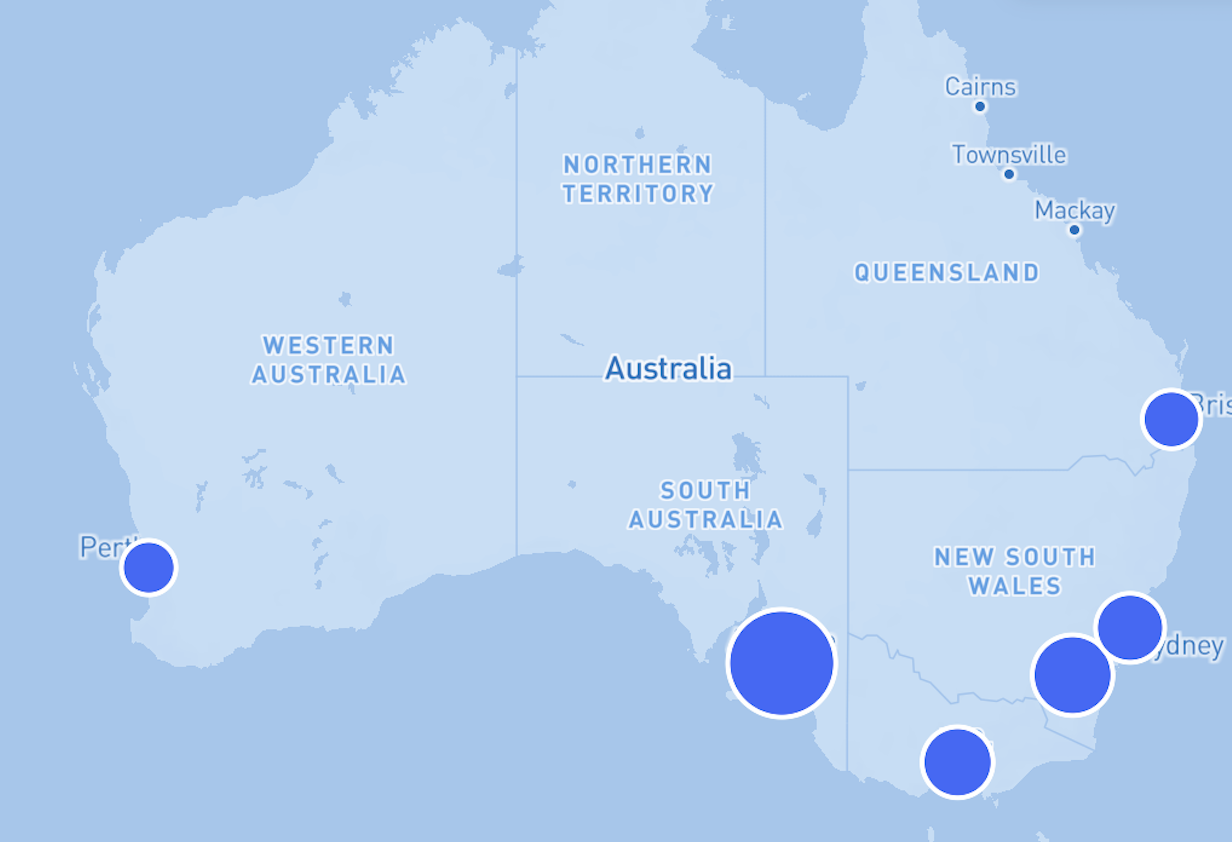 Cairns
Townsville
NORTHERN
TERRITORY
Mackay
QUEENSLAND
WESTERN
AUSTRALIA
Australia
Bris
SOUTH
AUSTRALIA
Pert
NEW SOUTH
WALES
ydney